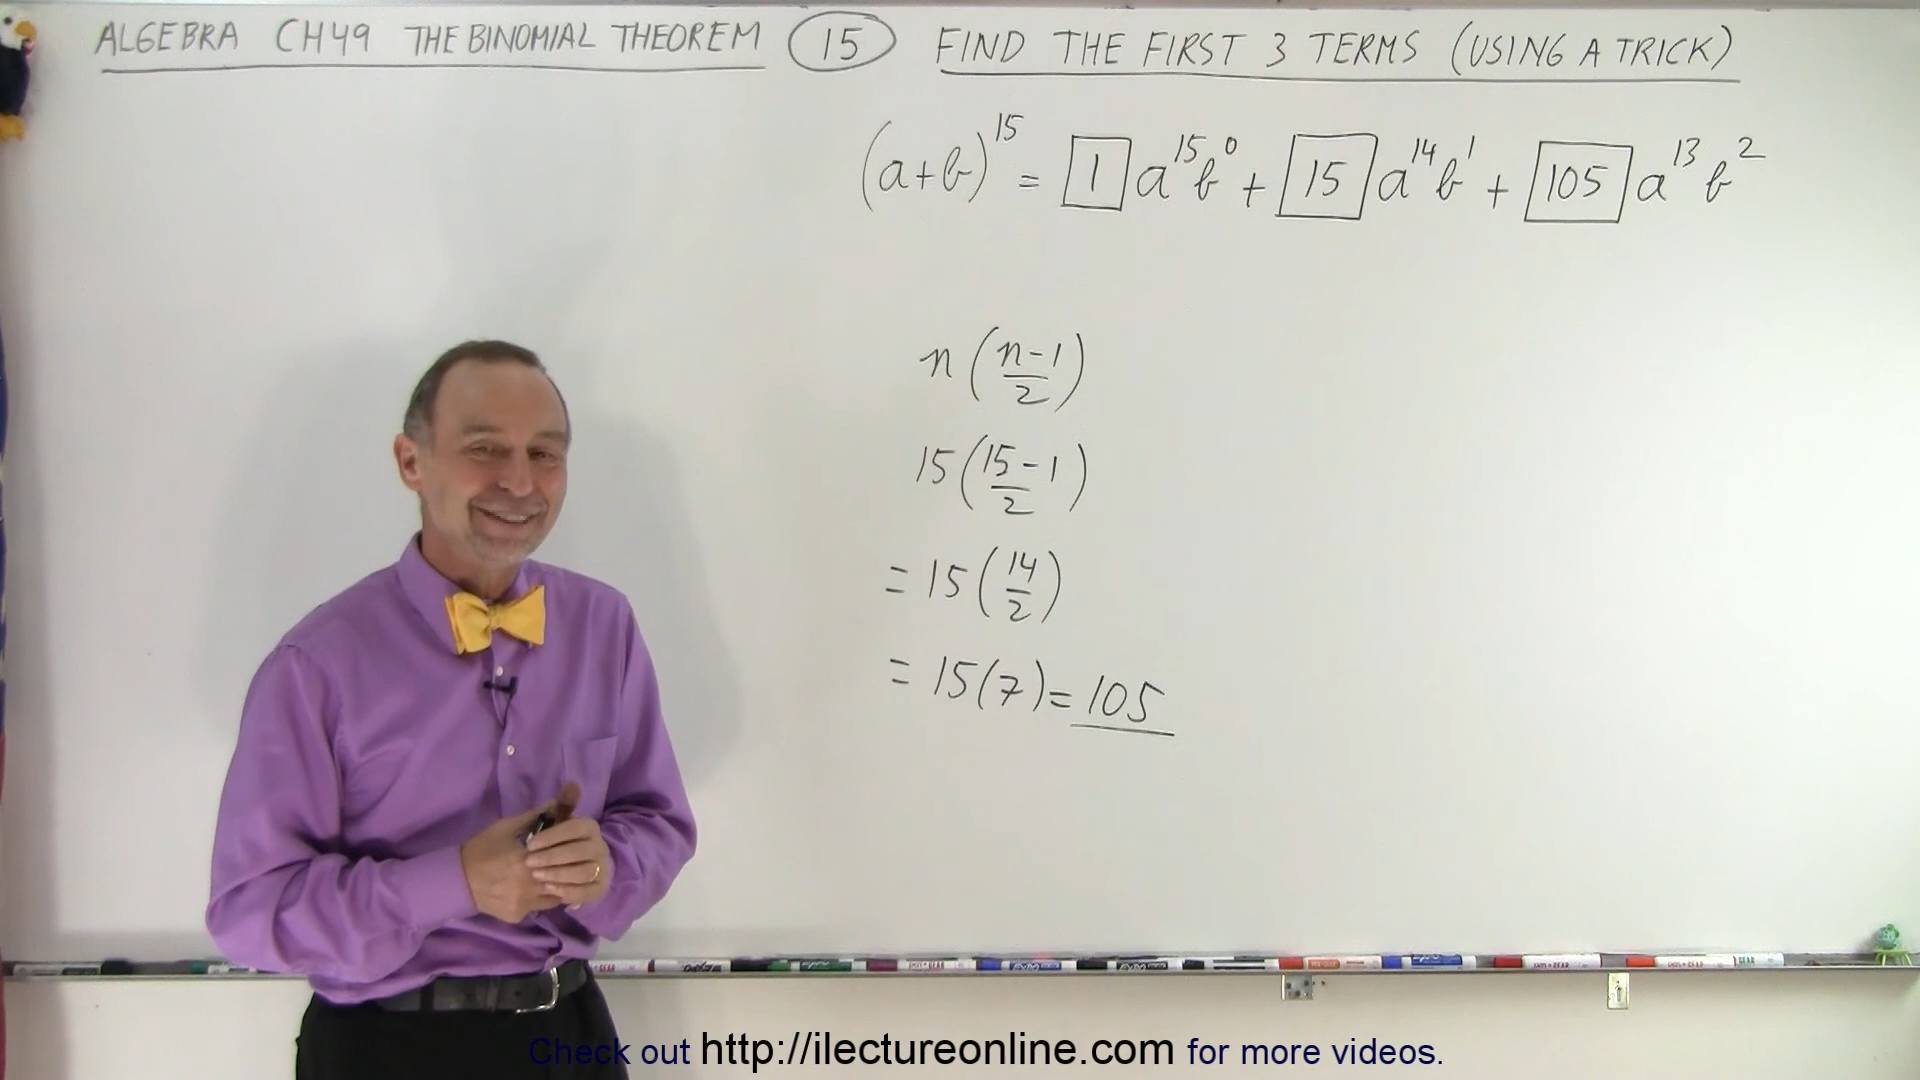 ALGEBRA CH49 THE BINOMIAL THEOREM 15 FIND THE FIRST 3 TERMS (USING A TRICK)
(a+b)^15 = 1 a^15 b^0 + 15 a^14 b^1 + 105 a^13 b^2
n((n-1)/2)
15((15-1)/2)
= 15(14/2)
= 15(7) = 105
Check out http://ilectureonline.com for more videos.